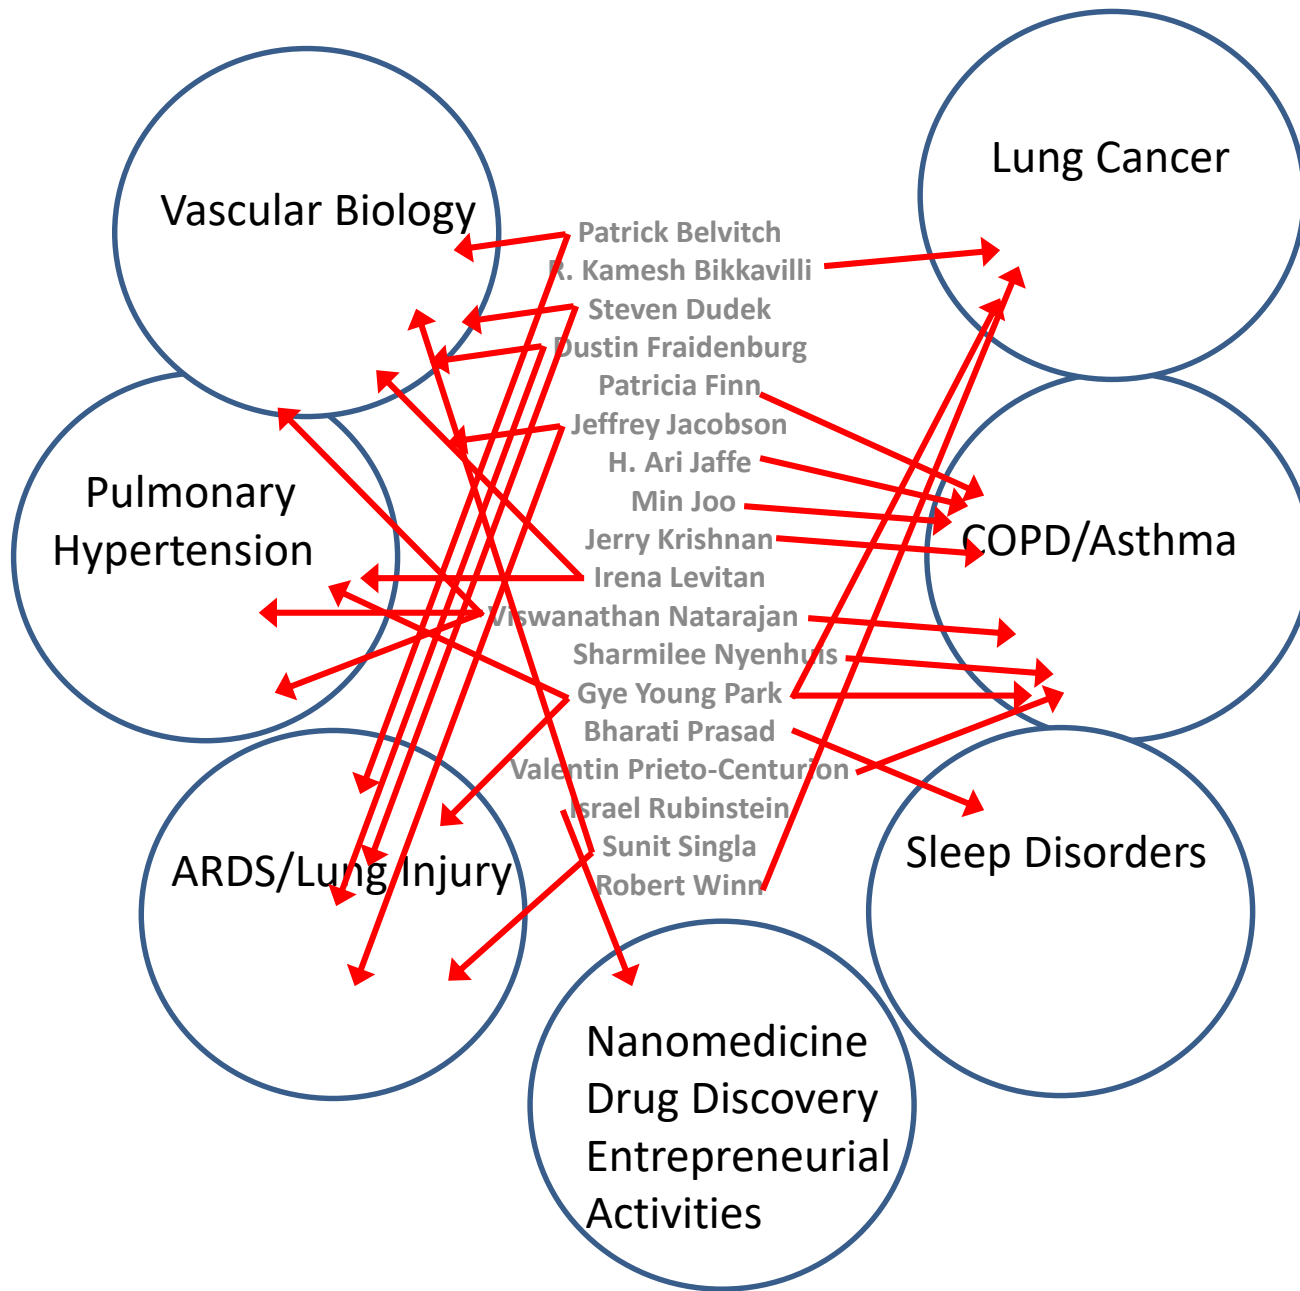 Vascular Biology
Lung Cancer
Patrick Belvitch
R. Kamesh Bikkavilli
Steven Dudek
Dustin Fraidenburg
Patricia Finn
Jeffrey Jacobson
H. Ari Jaffe
Min Joo
Jerry Krishnan
Irena Levitan
Viswanathan Natarajan
Sharmilee Nyenhuis
Gye Young Park
Bharati Prasad
Valentin Prieto-Centurion
Israel Rubinstein
Sunit Singla
Robert Winn
Pulmonary
Hypertension
COPD/Asthma
ARDS/Lung Injury
Sleep Disorders
Nanomedicine
Drug Discovery
Entrepreneurial
Activities